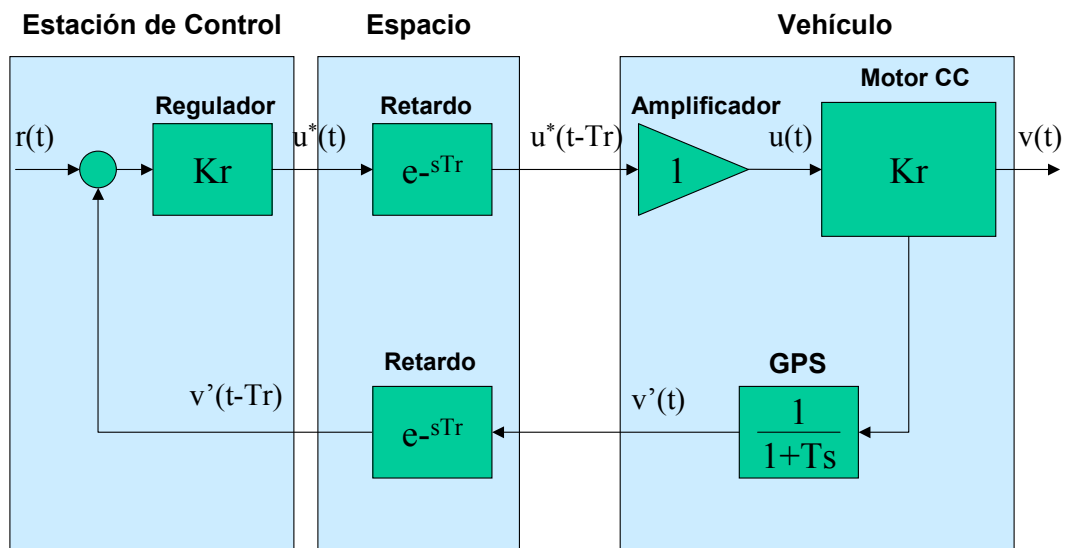 Estación de Control
Espacio
Vehículo
Motor CC
Regulador
Retardo
Amplificador
r(t)
u*(t)
u*(t-Tr)
u(t)
v(t)
Kr
e-sTr
1
Kr
Retardo
GPS
v’(t-Tr)
v’(t)
e-sTr
1
1+Ts